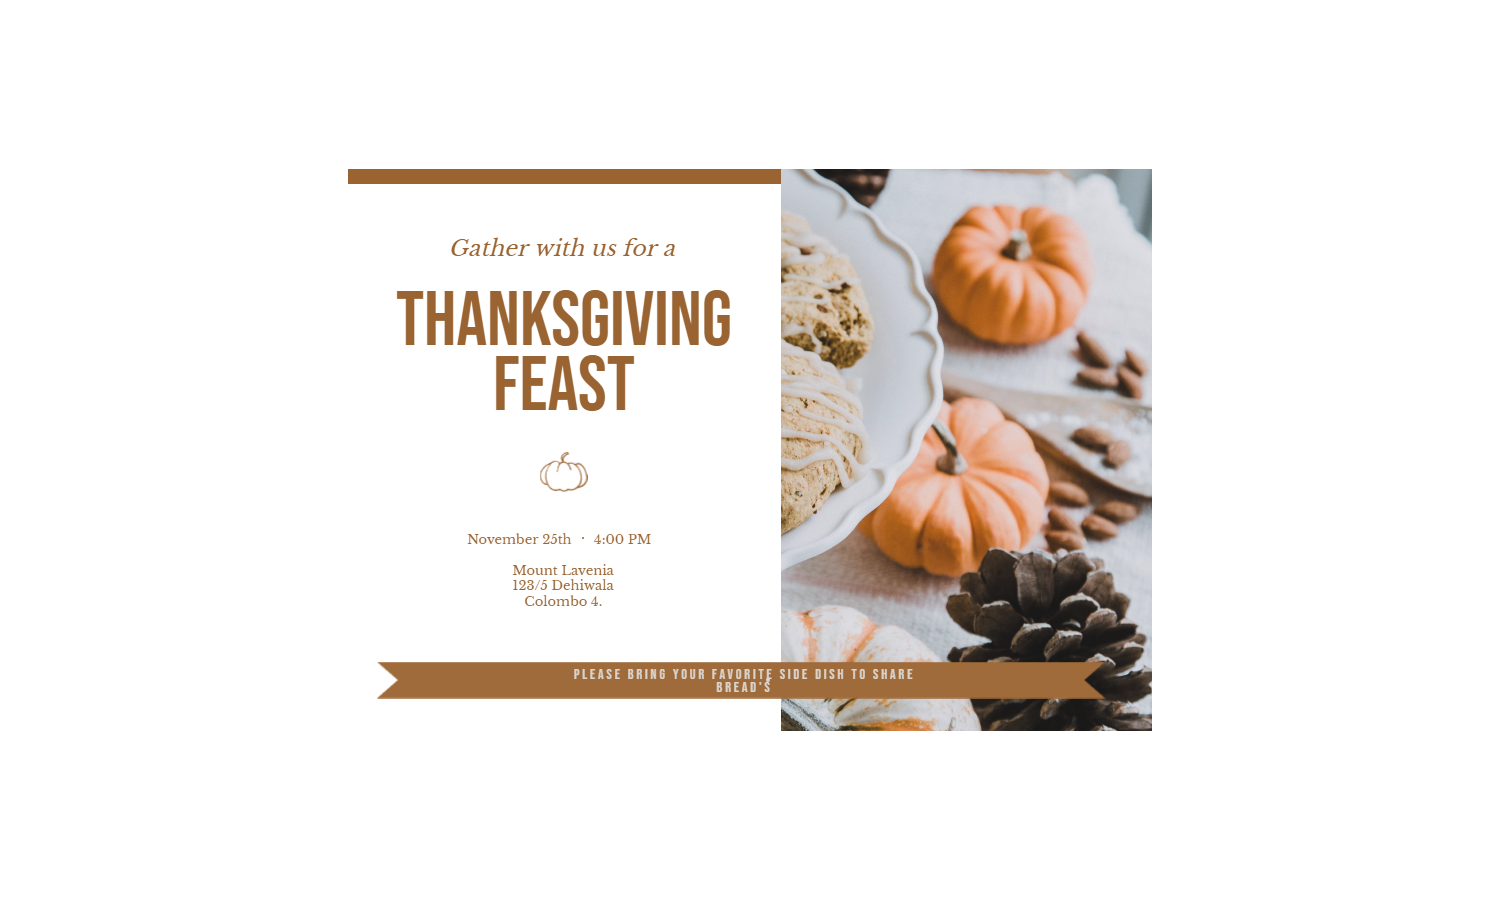 Gather with us for a
THANKSGIVING
FEAST
November 25th · 4:00 PM
Mount Lavenia
123/5 Dehiwala
Colombo 4.
PLEASE BRING YOUR FAVORITE SIDE DISH TO SHARE
BREAD'S